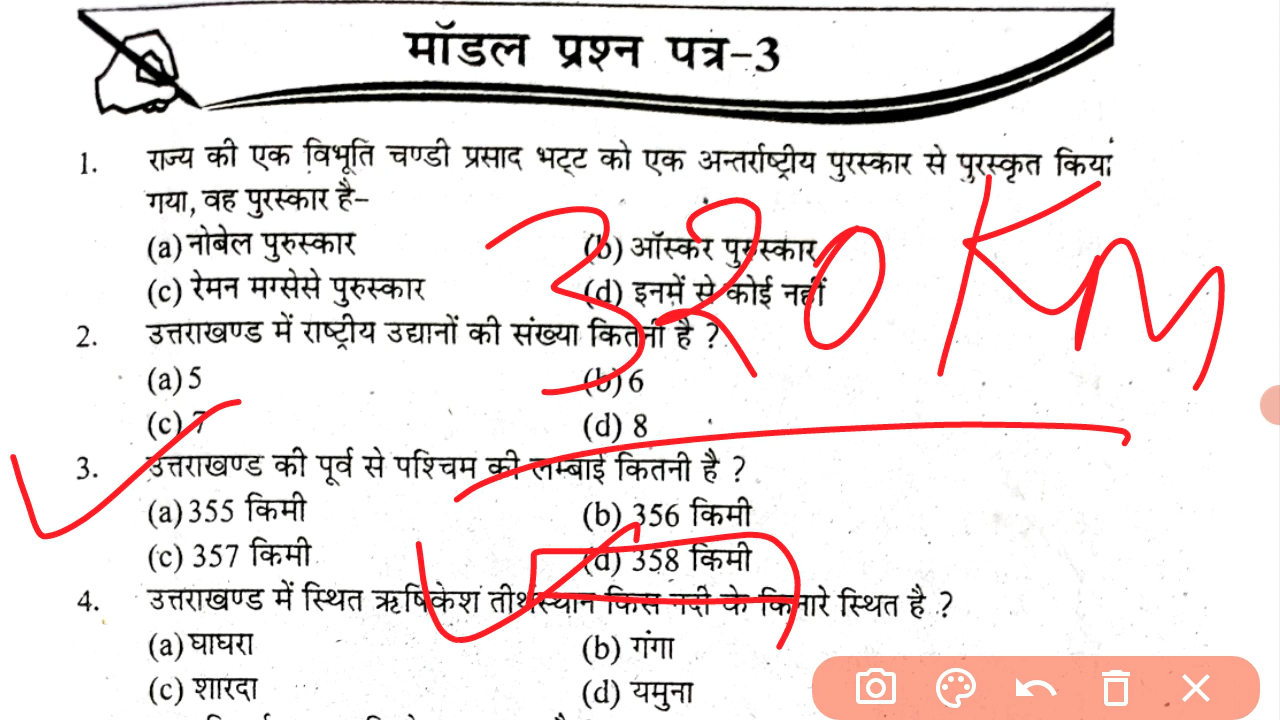 मॉडल प्रश्न पत्र-3
1. राज्य की एक विभूति चण्डी प्रसाद भट्ट को एक अन्तर्राष्ट्रीय पुरस्कार से पुरस्कृत किया
गया, वह पुरस्कार है-
(a) नोबेल पुरुस्कार (b) ऑस्कर पुरुस्कार
(c) रेमन मग्सेसे पुरुस्कार (d) इनमें से कोई नहीं
320 Km
2. उत्तराखण्ड में राष्ट्रीय उद्यानों की संख्या कितनी है ?
(a) 5 (b) 6
(c) 7 (d) 8
3. उत्तराखण्ड की पूर्व से पश्चिम की लम्बाई कितनी है ?
(a) 355 किमी (b) 356 किमी
(c) 357 किमी (d) 358 किमी
4. उत्तराखण्ड में स्थित ऋषिकेश तीर्थस्थान किस नदी के किनारे स्थित है ?
(a) घाघरा (b) गंगा
(c) शारदा (d) यमुना